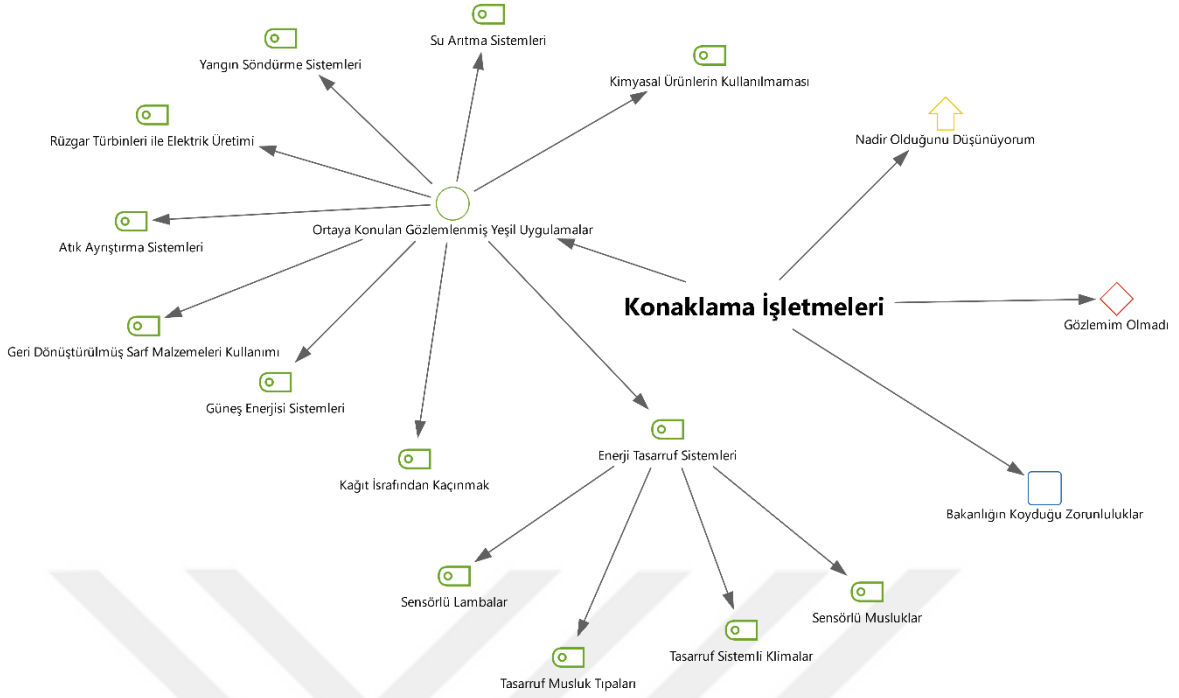 Su Arıtma Sistemleri
Yangın Söndürme Sistemleri
Kimyasal Ürünlerin Kullanılmaması
Rüzgar Türbinleri ile Elektrik Üretimi
Nadir Olduğunu Düşünüyorum
Ortaya Konulan Gözlemlenmiş Yeşil Uygulamalar
Atık Ayrıştırma Sistemleri
Konaklama İşletmeleri
Gözlemim Olmadı
Geri Dönüştürülmüş Sarf Malzemeleri Kullanımı
Güneş Enerjisi Sistemleri
Enerji Tasarruf Sistemleri
Kağıt İsrafından Kaçınmak
Bakanlığın Koyduğu Zorunluluklar
Sensörlü Lambalar
Sensörlü Musluklar
Tasarruf Sistemli Klimalar
Tasarruf Musluk Tıpaları